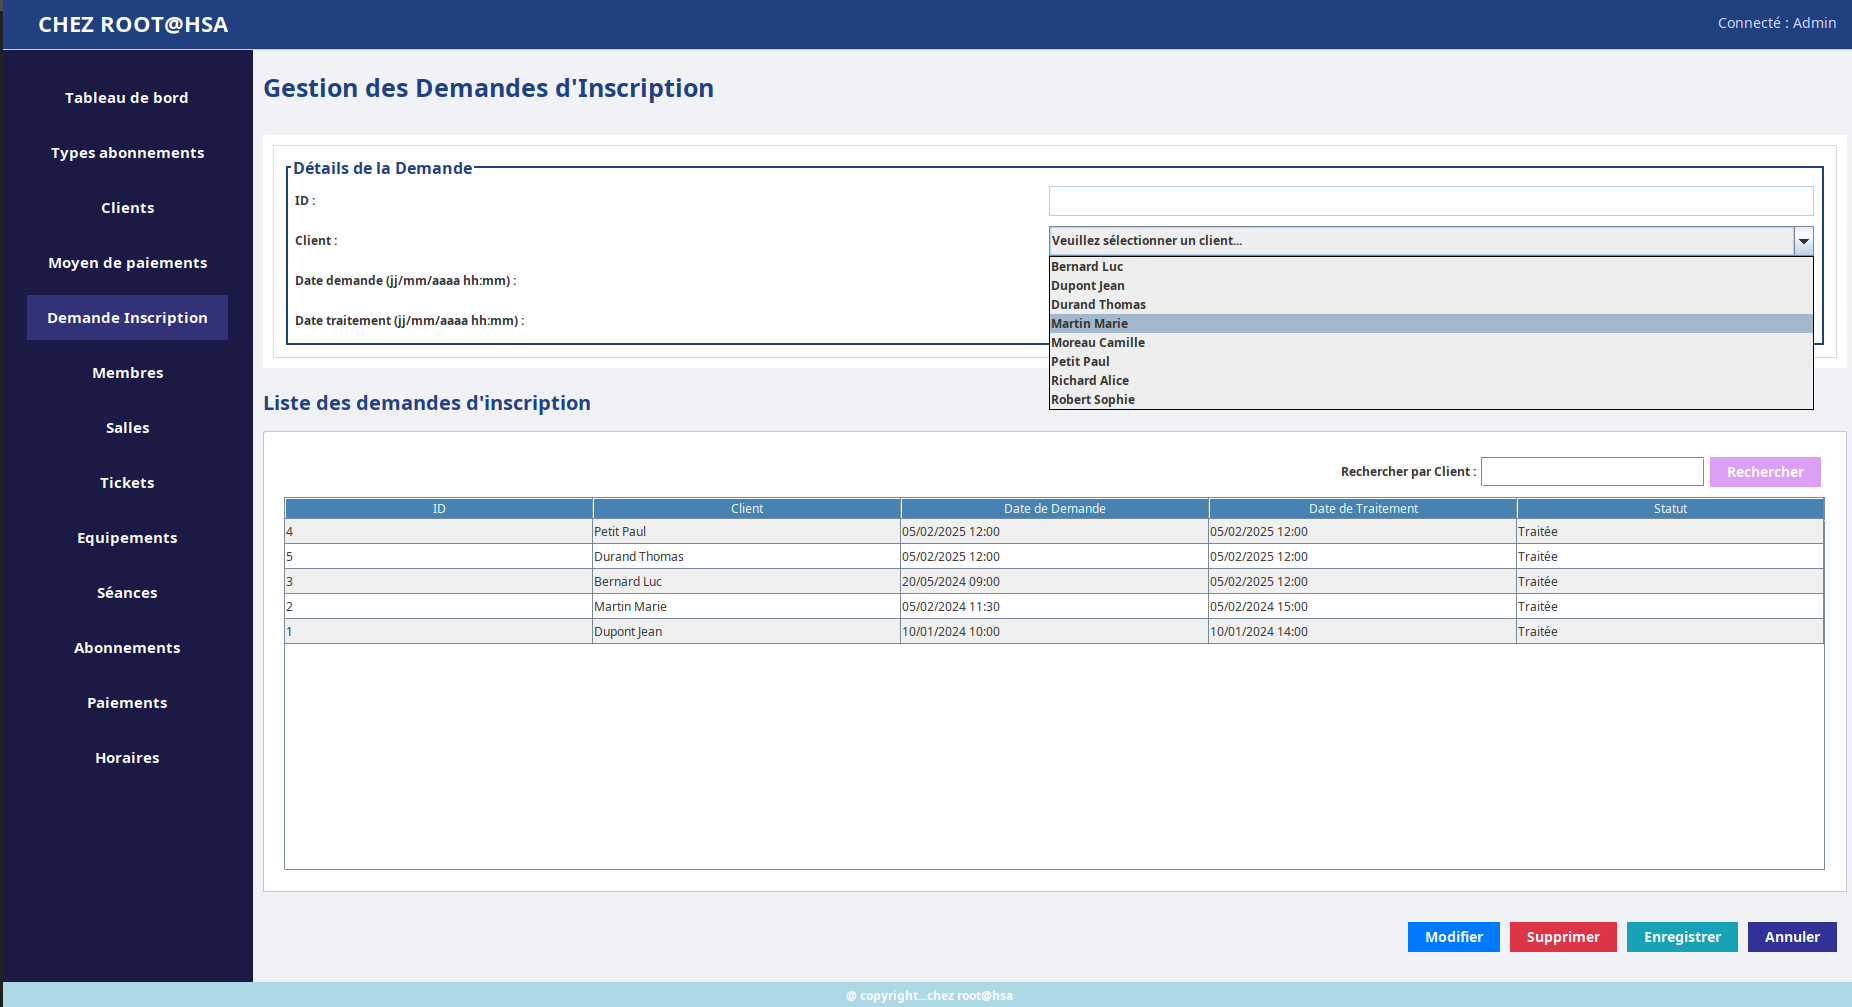 CHEZ ROOT@HSA
Connecté : Admin
Tableau de bord
Types abonnements
Clients
Moyen de paiements
Demande Inscription
Membres
Salles
Tickets
Equipements
Séances
Abonnements
Paiements
Horaires
Gestion des Demandes d'Inscription
Détails de la Demande
ID :
Client :
Veuillez sélectionner un client...
Bernard Luc
Dupont Jean
Durand Thomas
Martin Marie
Moreau Camille
Petit Paul
Richard Alice
Robert Sophie
Date demande (jj/mm/aaaa hh:mm) :
Date traitement (jj/mm/aaaa hh:mm) :
Liste des demandes d'inscription
Rechercher par Client :
Rechercher
ID Client Date de Demande Date de Traitement Statut
4 Petit Paul 05/02/2025 12:00 05/02/2025 12:00 Traitée
5 Durand Thomas 05/02/2025 12:00 05/02/2025 12:00 Traitée
3 Bernard Luc 20/05/2024 09:00 05/02/2025 12:00 Traitée
2 Martin Marie 05/02/2024 11:30 05/02/2024 15:00 Traitée
1 Dupont Jean 10/01/2024 10:00 10/01/2024 14:00 Traitée
Modifier
Supprimer
Enregistrer
Annuler
@ copyright...chez root@hsa